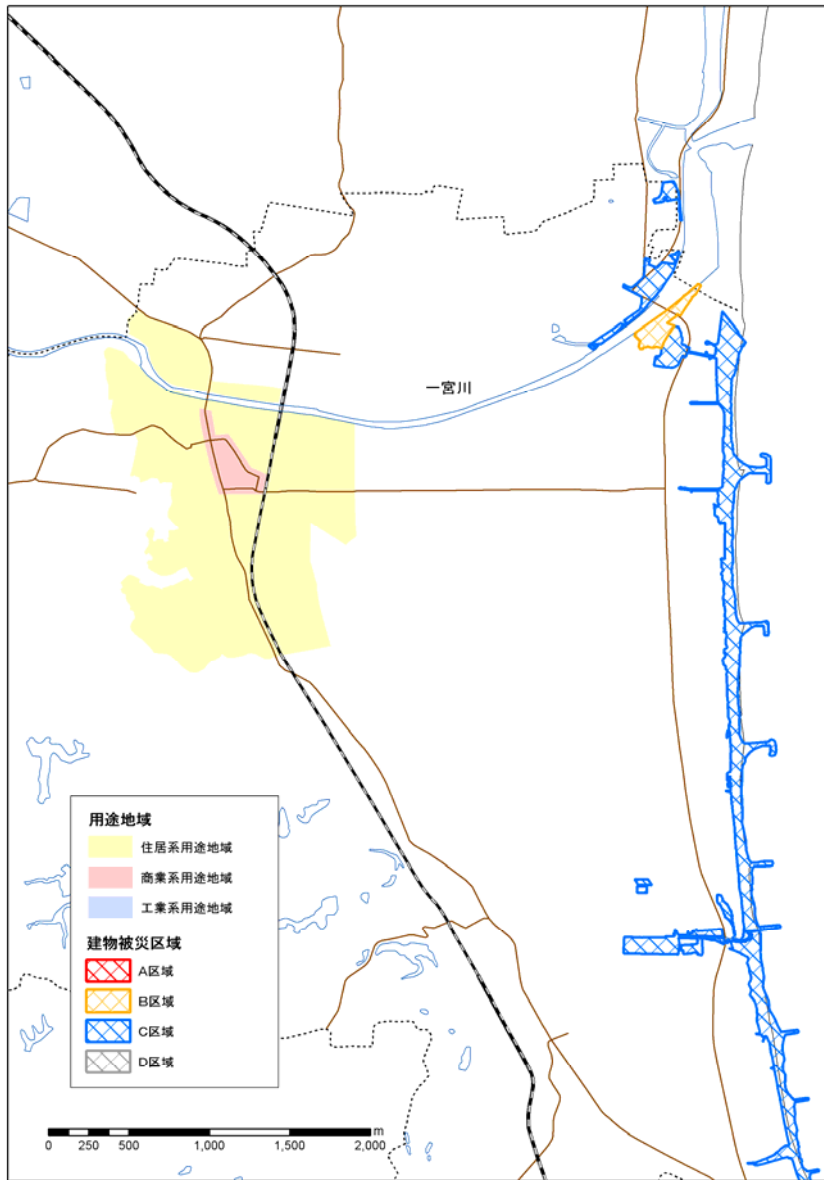 一宮川
用途地域
住居系用途地域
商業系用途地域
工業系用途地域
建物被災区域
A区域
B区域
C区域
D区域
0 250 500 1,000 1,500 2,000 m